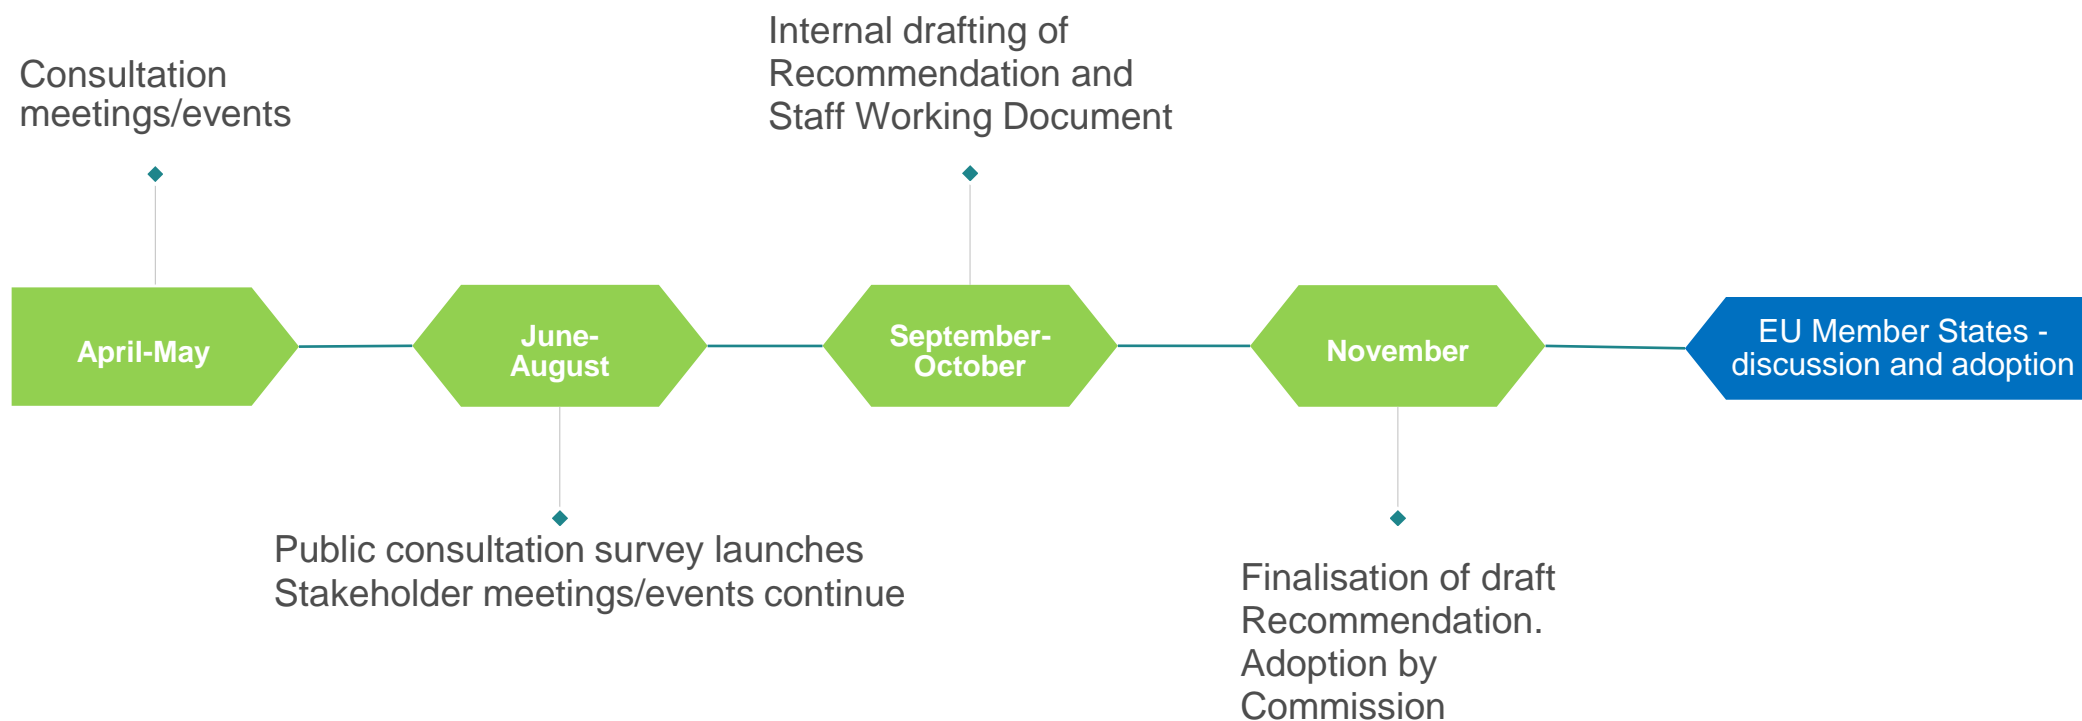 Consultation
meetings/events
Internal drafting of
Recommendation and
Staff Working Document
April-May
June-
August
September-
October
November
EU Member States -
discussion and adoption
Public consultation survey launches
Stakeholder meetings/events continue
Finalisation of draft
Recommendation.
Adoption by
Commission